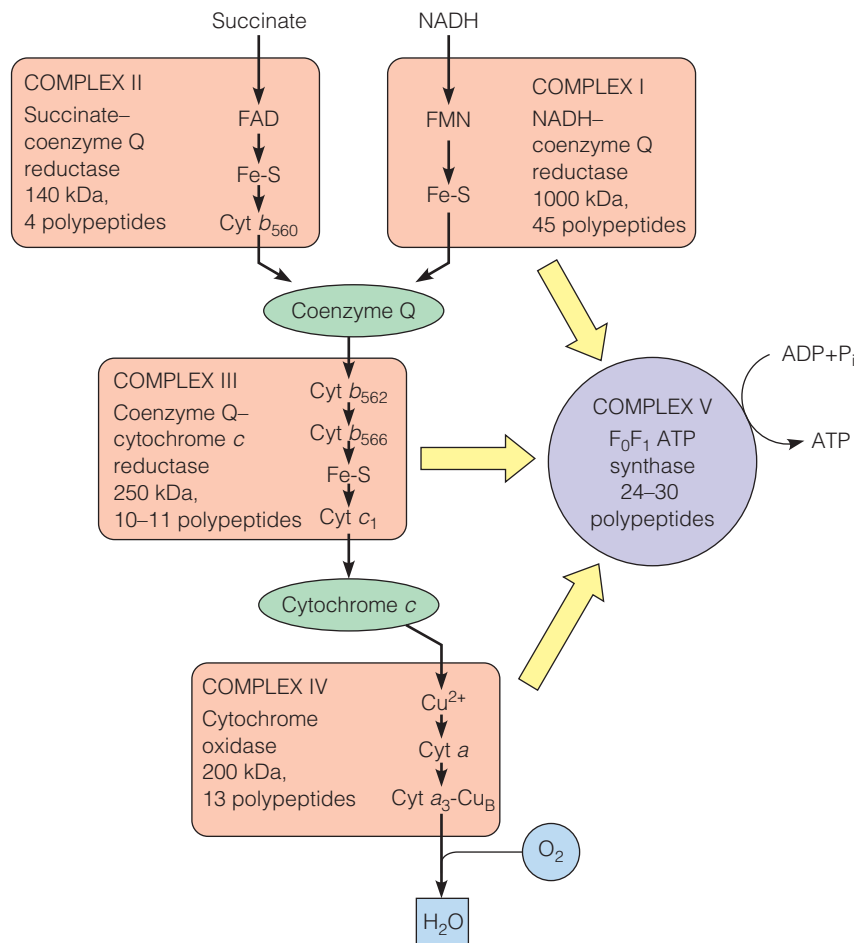 Succinate
NADH
COMPLEX II
Succinate–
coenzyme Q
reductase
140 kDa,
4 polypeptides
FAD
Fe-S
Cyt b₅₆₀
COMPLEX I
NADH–
coenzyme Q
reductase
1000 kDa,
45 polypeptides
FMN
Fe-S
Coenzyme Q
COMPLEX III
Coenzyme Q–
cytochrome c
reductase
250 kDa,
10–11 polypeptides
Cyt b₅₆₂
Cyt b₅₆₆
Fe-S
Cyt c₁
COMPLEX V
F₀F₁ ATP
synthase
24–30
polypeptides
ADP+Pᵢ
ATP
Cytochrome c
COMPLEX IV
Cytochrome
oxidase
200 kDa,
13 polypeptides
Cu²⁺
Cyt a
Cyt a₃-Cu_B
O₂
H₂O